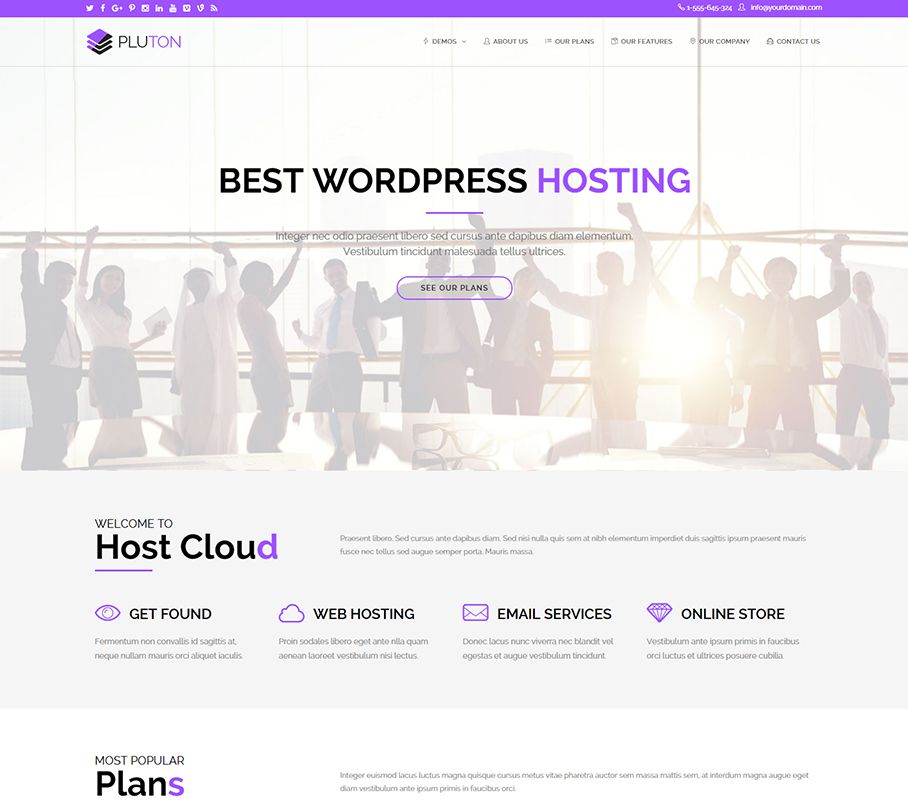 1-555-645-324 info@yourdomain.com
PLUTON
DEMOS ABOUT US OUR PLANS OUR FEATURES OUR COMPANY CONTACT US
BEST WORDPRESS HOSTING
Integer nec odio praesent libero sed cursus ante dapibus diam elementum.
Vestibulum tincidunt malesuada tellus ultrices.
SEE OUR PLANS
WELCOME TO
Host Cloud
Praesent libero. Sed cursus ante dapibus diam. Sed nisi nulla quis sem at nibh elementum imperdiet duis sagittis ipsum praesent mauris
fusce nec tellus sed augue semper porta. Mauris massa.
GET FOUND
Fermentum non convallis id sagittis at,
neque nullam mauris orci aliquet iaculis.
WEB HOSTING
Proin sodales libero eget ante nlla quam
aenean laoreet vestibulum nisi lectus.
EMAIL SERVICES
Donec lacus nunc viverra nec blandit vel
egestas et augue vestibulum tincidunt.
ONLINE STORE
Vestibulum ante ipsum primis in faucibus
orci luctus et ultrices posuere cubilia.
MOST POPULAR
Plans
Integer euismod lacus luctus magna quisque cursus metus vitae pharetra auctor sem massa mattis sem, at interdum magna augue eget
diam vestibulum ante ipsum primis in faucibus orci.